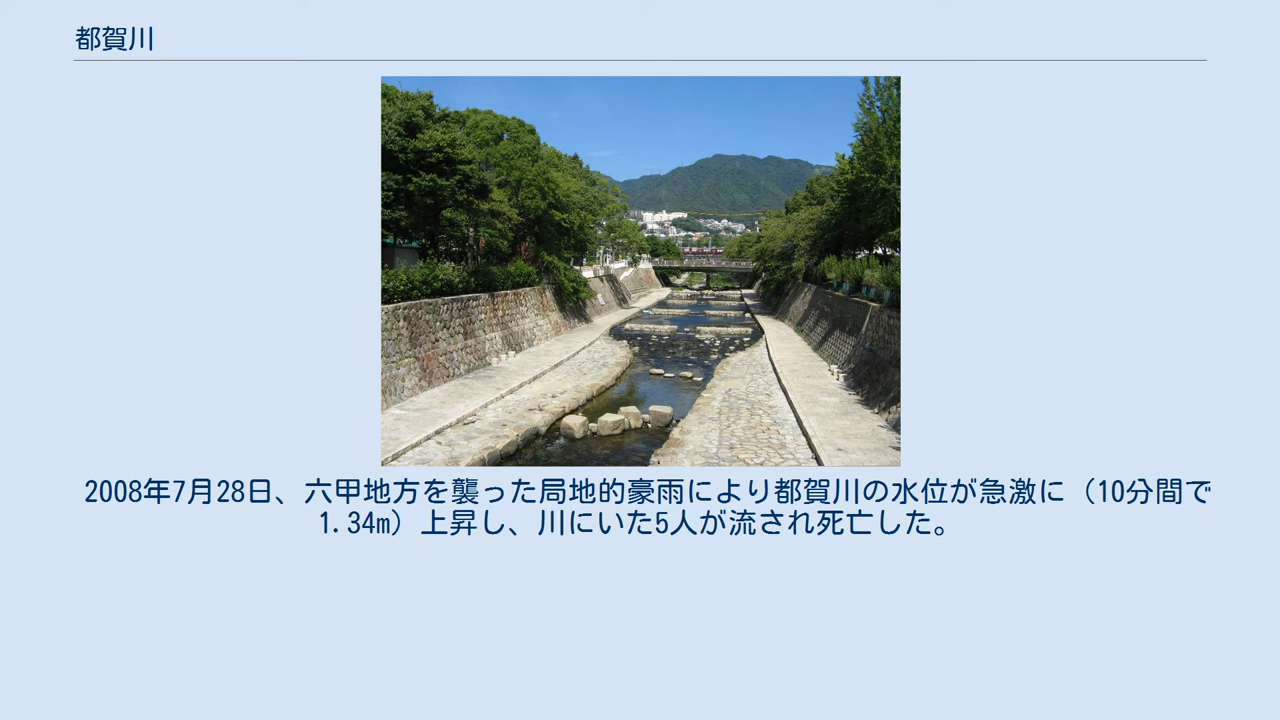 都賀川
2008年7月28日、六甲地方を襲った局地的豪雨により都賀川の水位が急激に（10分間で
1.34m）上昇し、川にいた5人が流され死亡した。